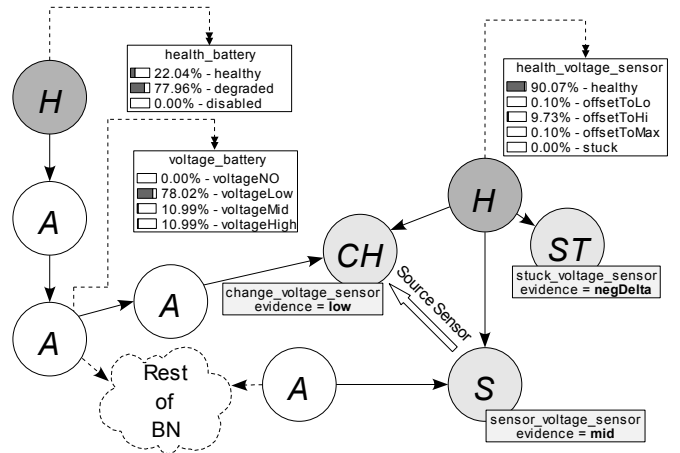 health_battery
22.04% - healthy
77.96% - degraded
0.00% - disabled
health_voltage_sensor
90.07% - healthy
0.10% - offsetToLo
9.73% - offsetToHi
0.10% - offsetToMax
0.00% - stuck
H
voltage_battery
0.00% - voltageNO
78.02% - voltageLow
10.99% - voltageMid
10.99% - voltageHigh
A
H
CH
ST
stuck_voltage_sensor
evidence = negDelta
A
change_voltage_sensor
evidence = low
Source Sensor
A
Rest
of
BN
A
S
sensor_voltage_sensor
evidence = mid